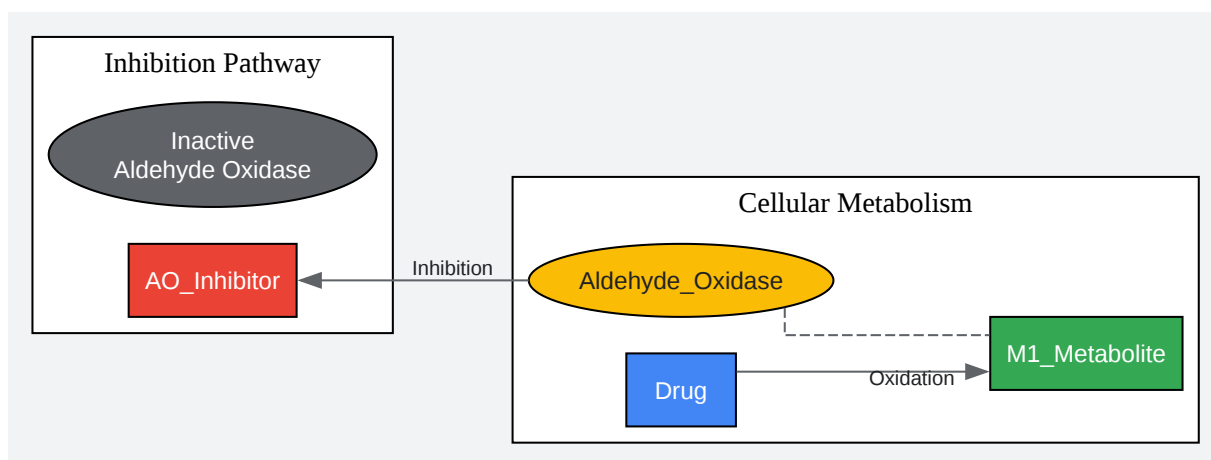 Inhibition Pathway
Inactive
Aldehyde Oxidase
AO_Inhibitor
Inhibition
Cellular Metabolism
Aldehyde_Oxidase
M1_Metabolite
Drug
Oxidation